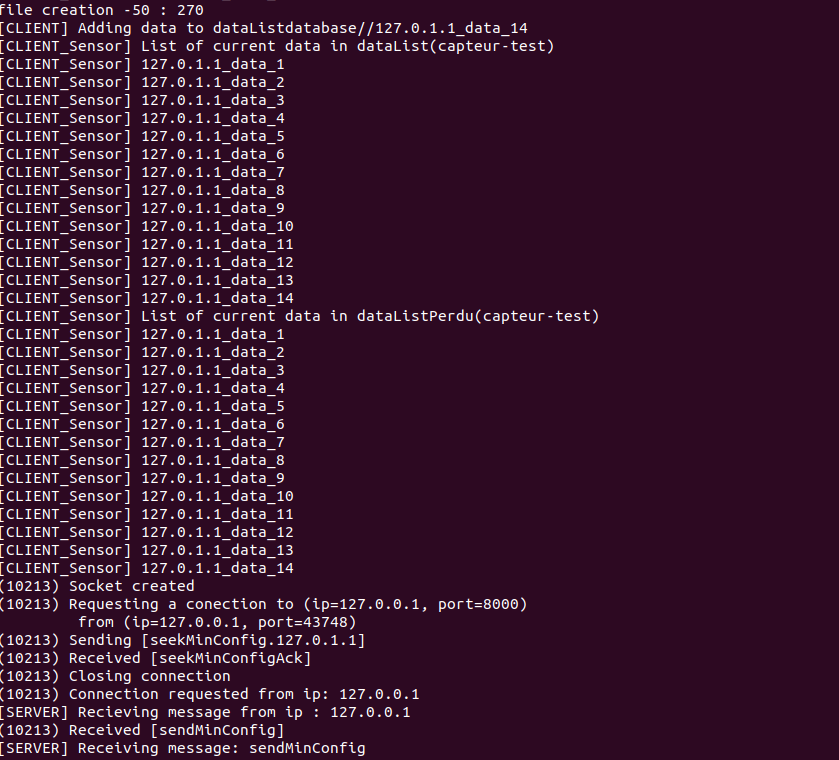 file creation -50 : 270
[CLIENT] Adding data to dataListdatabase//127.0.1.1_data_14
[CLIENT_Sensor] List of current data in dataList(capteur-test)
[CLIENT_Sensor] 127.0.1.1_data_1
[CLIENT_Sensor] 127.0.1.1_data_2
[CLIENT_Sensor] 127.0.1.1_data_3
[CLIENT_Sensor] 127.0.1.1_data_4
[CLIENT_Sensor] 127.0.1.1_data_5
[CLIENT_Sensor] 127.0.1.1_data_6
[CLIENT_Sensor] 127.0.1.1_data_7
[CLIENT_Sensor] 127.0.1.1_data_8
[CLIENT_Sensor] 127.0.1.1_data_9
[CLIENT_Sensor] 127.0.1.1_data_10
[CLIENT_Sensor] 127.0.1.1_data_11
[CLIENT_Sensor] 127.0.1.1_data_12
[CLIENT_Sensor] 127.0.1.1_data_13
[CLIENT_Sensor] 127.0.1.1_data_14
[CLIENT_Sensor] List of current data in dataListPerdu(capteur-test)
[CLIENT_Sensor] 127.0.1.1_data_1
[CLIENT_Sensor] 127.0.1.1_data_2
[CLIENT_Sensor] 127.0.1.1_data_3
[CLIENT_Sensor] 127.0.1.1_data_4
[CLIENT_Sensor] 127.0.1.1_data_5
[CLIENT_Sensor] 127.0.1.1_data_6
[CLIENT_Sensor] 127.0.1.1_data_7
[CLIENT_Sensor] 127.0.1.1_data_8
[CLIENT_Sensor] 127.0.1.1_data_9
[CLIENT_Sensor] 127.0.1.1_data_10
[CLIENT_Sensor] 127.0.1.1_data_11
[CLIENT_Sensor] 127.0.1.1_data_12
[CLIENT_Sensor] 127.0.1.1_data_13
[CLIENT_Sensor] 127.0.1.1_data_14
(10213) Socket created
(10213) Requesting a conection to (ip=127.0.0.1, port=8000)
from (ip=127.0.0.1, port=43748)
(10213) Sending [seekMinConfig.127.0.1.1]
(10213) Received [seekMinConfigAck]
(10213) Closing connection
(10213) Connection requested from ip: 127.0.0.1
[SERVER] Recieving message from ip : 127.0.0.1
(10213) Received [sendMinConfig]
[SERVER] Receiving message: sendMinConfig